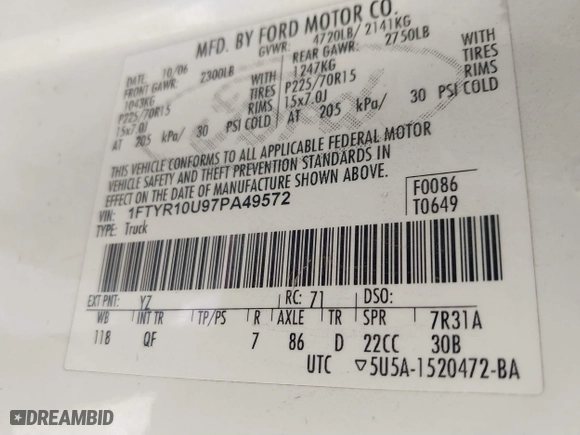 MFD. BY FORD MOTOR CO.
DATE: 10/06 GVWR: 4720LB/ 2141KG
FRONT GAWR: 2300LB REAR GAWR: 2750LB
1043KG WITH 1247KG WITH
P225/70R15 TIRES P225/70R15 TIRES
15x7.0J RIMS 15x7.0J RIMS
AT 205 kPa/ 30 PSI COLD AT 205 kPa/ 30 PSI COLD
THIS VEHICLE CONFORMS TO ALL APPLICABLE FEDERAL MOTOR
VEHICLE SAFETY AND THEFT PREVENTION STANDARDS IN
EFFECT ON THE DATE OF MANUFACTURE SHOWN ABOVE.
VIN: 1FTYR10U97PA49572 F0086
TYPE: Truck T0649
EXT PNT: YZ RC: 71 DSO:
WB INT TR TP/PS R AXLE TR SPR 7R31A
118 QF 7 86 D 22CC 30B
UTC ▽5U5A-1520472-BA
DREAMBID